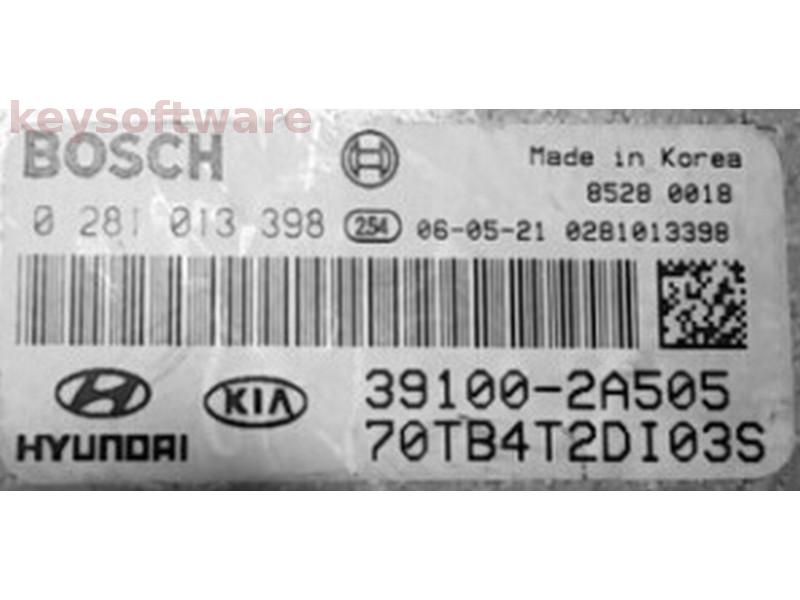 keysoftware
BOSCH
Made in Korea
8528 0018
0 281 013 398 254 06-05-21 0281013398
KIA 39100-2A505
HYUNDAI 70TB4T2DI03S